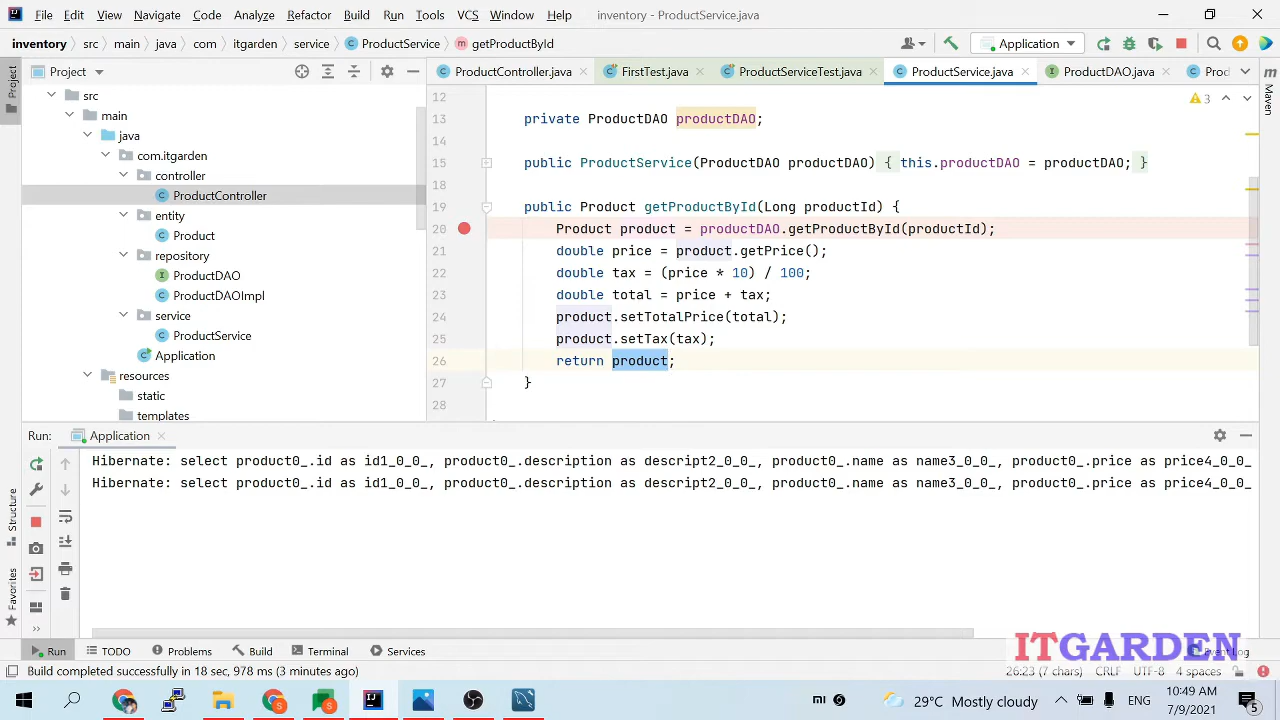 File Edit View Navigate Code Analyze Refactor Build Run Tools VCS Window Help inventory - ProductService.java
inventory src main java com itgarden service ProductService getProductById Application
Project
Project
src
main
java
com.itgarden
controller
ProductController
entity
Product
repository
ProductDAO
ProductDAOImpl
service
ProductService
Application
resources
static
templates
ProductController.java FirstTest.java ProductServiceTest.java ProductService.java ProductDAO.java
Maven
3
12
13 private ProductDAO productDAO;
14
15 public ProductService(ProductDAO productDAO) { this.productDAO = productDAO; }
18
19 public Product getProductById(Long productId) {
20 Product product = productDAO.getProductById(productId);
21 double price = product.getPrice();
22 double tax = (price * 10) / 100;
23 double total = price + tax;
24 product.setTotalPrice(total);
25 product.setTax(tax);
26 return product;
27 }
28
Run: Application
Hibernate: select product0_.id as id1_0_0_, product0_.description as descript2_0_0_, product0_.name as name3_0_0_, product0_.price as price4_0_0_
Hibernate: select product0_.id as id1_0_0_, product0_.description as descript2_0_0_, product0_.name as name3_0_0_, product0_.price as price4_0_0_
Structure
Favorites
Run TODO Problems Build Terminal Services
ITGARDEN
Build completed successfully in 18 sec, 978 ms (3 minutes ago) 26:23 (7 chars) CRLF UTF-8 4 spaces
29°C Mostly cloudy ENG
10:49 AM
7/9/2021
5